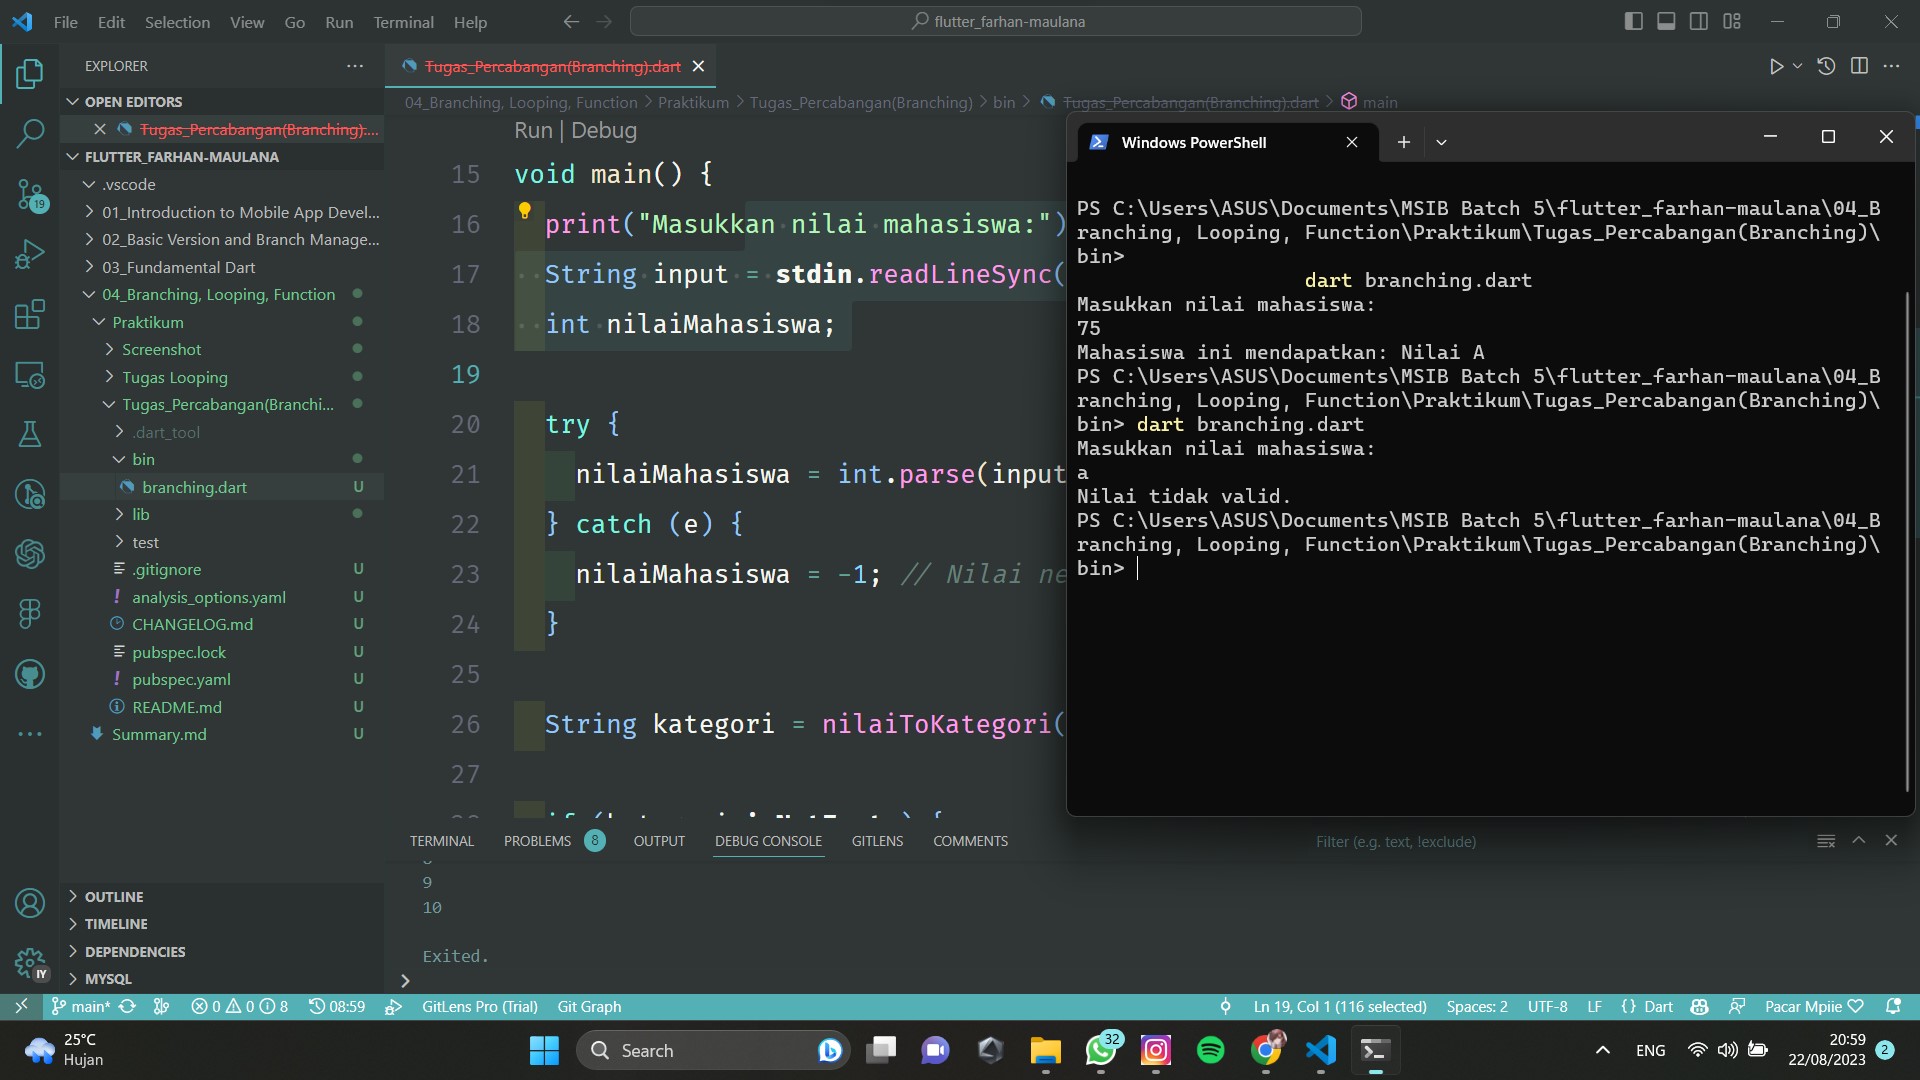 File Edit Selection View Go Run Terminal Help
flutter_farhan-maulana
EXPLORER
OPEN EDITORS
Tugas_Percabangan(Branching)....
FLUTTER_FARHAN-MAULANA
.vscode
01_Introduction to Mobile App Devel...
02_Basic Version and Branch Manage...
03_Fundamental Dart
04_Branching, Looping, Function
Praktikum
Screenshot
Tugas Looping
Tugas_Percabangan(Branchi...
.dart_tool
bin
branching.dart U
lib
test
.gitignore U
analysis_options.yaml U
CHANGELOG.md U
pubspec.lock U
pubspec.yaml U
README.md U
Summary.md U
OUTLINE
TIMELINE
DEPENDENCIES
MYSQL
19
IY
Tugas_Percabangan(Branching).dart
04_Branching, Looping, Function > Praktikum > Tugas_Percabangan(Branching) > bin > Tugas_Percabangan(Branching).dart > main
Run | Debug
15 void main() {
16 print("Masukkan nilai mahasiswa:")
17 String input = stdin.readLineSync(
18 int nilaiMahasiswa;
19
20 try {
21 nilaiMahasiswa = int.parse(input
22 } catch (e) {
23 nilaiMahasiswa = -1; // Nilai ne
24 }
25
26 String kategori = nilaiToKategori(
27
Windows PowerShell
PS C:\Users\ASUS\Documents\MSIB Batch 5\flutter_farhan-maulana\04_B
ranching, Looping, Function\Praktikum\Tugas_Percabangan(Branching)\
bin>
dart branching.dart
Masukkan nilai mahasiswa:
75
Mahasiswa ini mendapatkan: Nilai A
PS C:\Users\ASUS\Documents\MSIB Batch 5\flutter_farhan-maulana\04_B
ranching, Looping, Function\Praktikum\Tugas_Percabangan(Branching)\
bin> dart branching.dart
Masukkan nilai mahasiswa:
a
Nilai tidak valid.
PS C:\Users\ASUS\Documents\MSIB Batch 5\flutter_farhan-maulana\04_B
ranching, Looping, Function\Praktikum\Tugas_Percabangan(Branching)\
bin>
TERMINAL PROBLEMS 8 OUTPUT DEBUG CONSOLE GITLENS COMMENTS
Filter (e.g. text, !exclude)
9
10
Exited.
main* 0 0 8 08:59 GitLens Pro (Trial) Git Graph Ln 19, Col 1 (116 selected) Spaces: 2 UTF-8 LF {} Dart Pacar Mpiie
25°C
Hujan
Search
32
ENG
20:59
22/08/2023
2